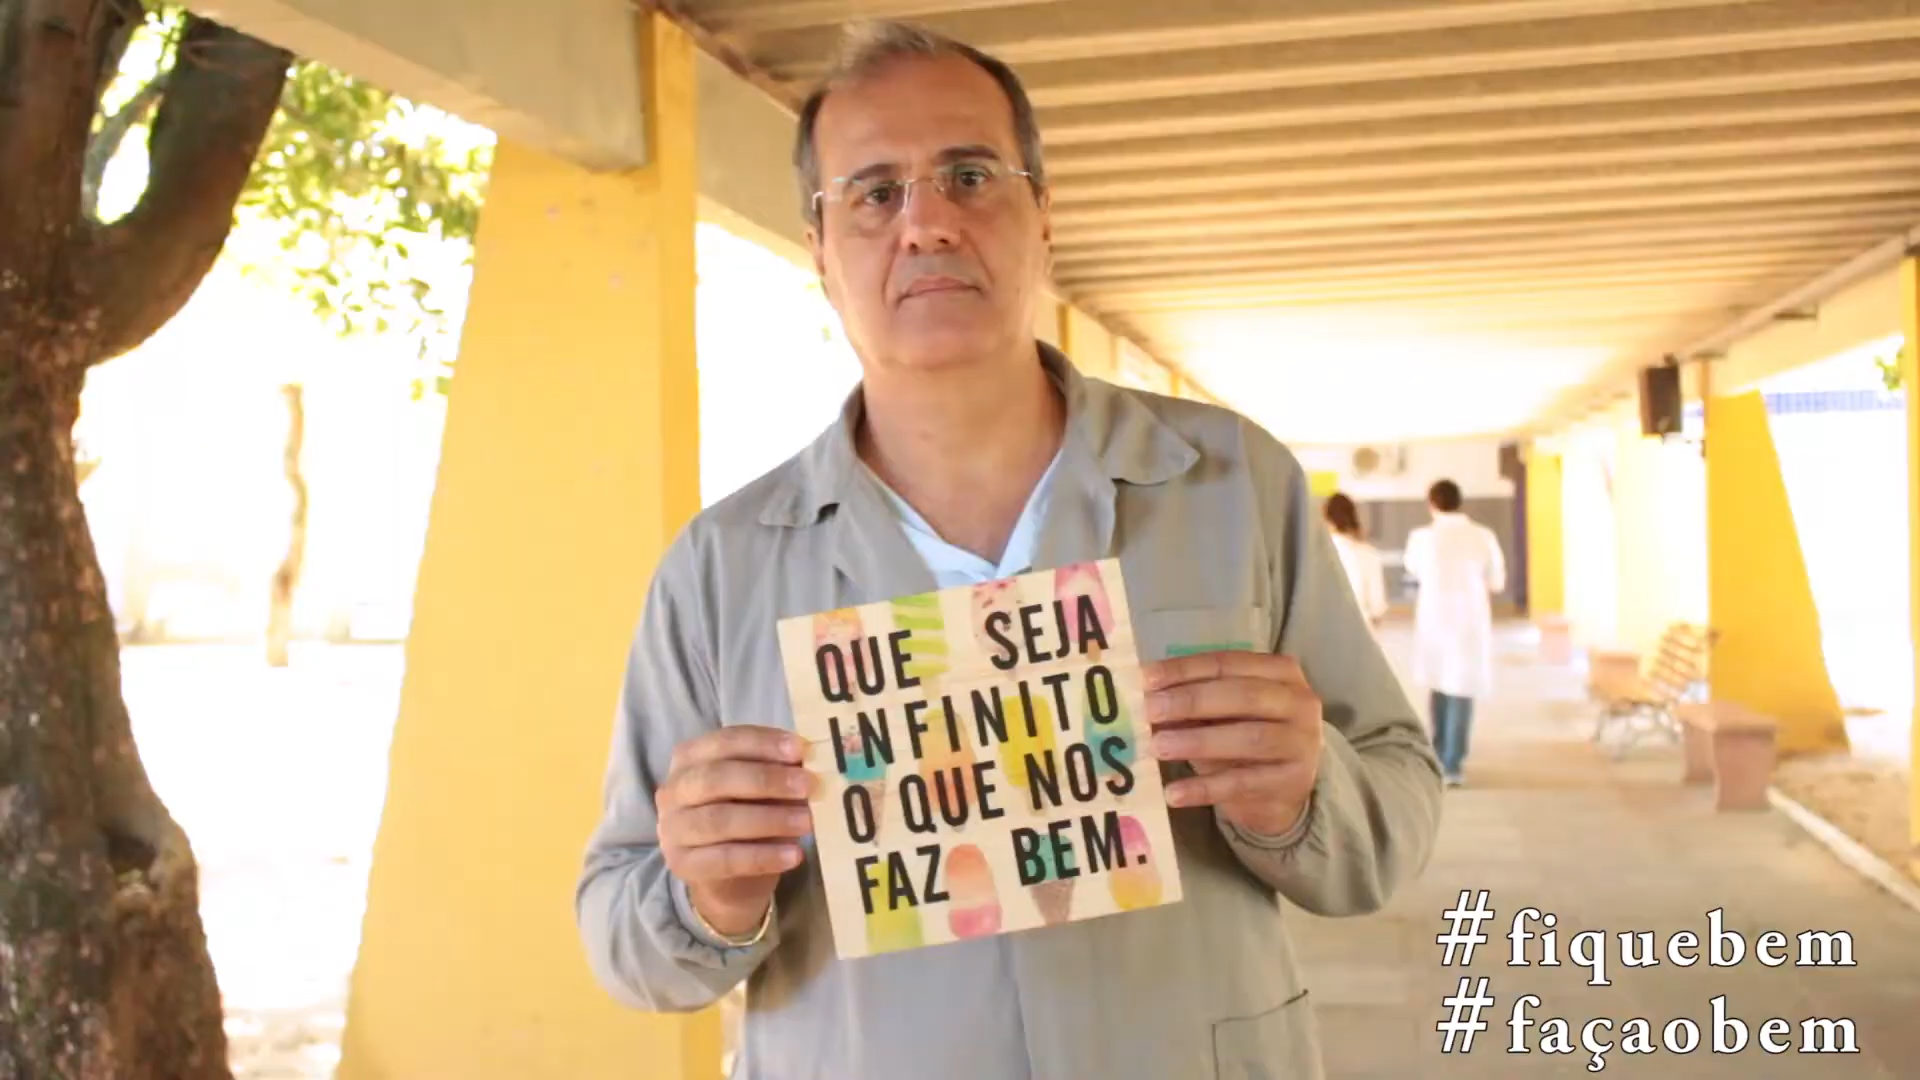 QUE SEJA
INFINITO
O QUE NOS
FAZ BEM.
#fiquebem
#façaobem